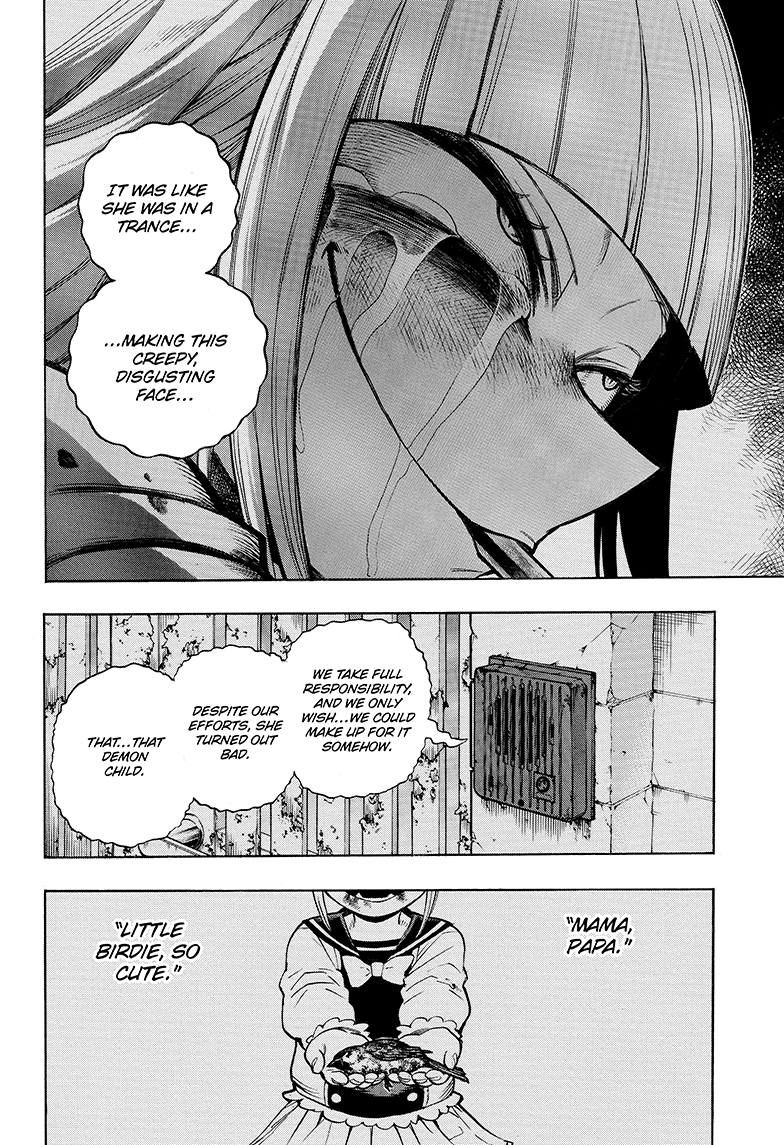 IT WAS LIKE
SHE WAS IN A
TRANCE...
...MAKING THIS
CREEPY,
DISGUSTING
FACE...
WE TAKE FULL
RESPONSIBILITY,
AND WE ONLY
WISH...WE COULD
MAKE UP FOR IT
SOMEHOW.
DESPITE OUR
EFFORTS, SHE
TURNED OUT
BAD.
THAT...THAT
DEMON
CHILD.
"MAMA,
PAPA."
"LITTLE
BIRDIE, SO
CUTE."